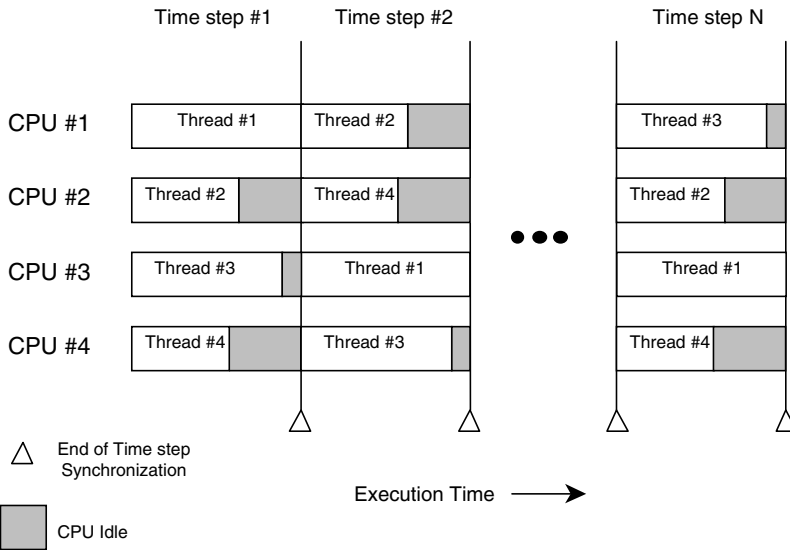 Time step #1 Time step #2 Time step N
CPU #1 Thread #1 Thread #2 Thread #3
CPU #2 Thread #2 Thread #4 Thread #2
CPU #3 Thread #3 Thread #1 Thread #1
CPU #4 Thread #4 Thread #3 Thread #4
End of Time step
Synchronization
Execution Time
CPU Idle